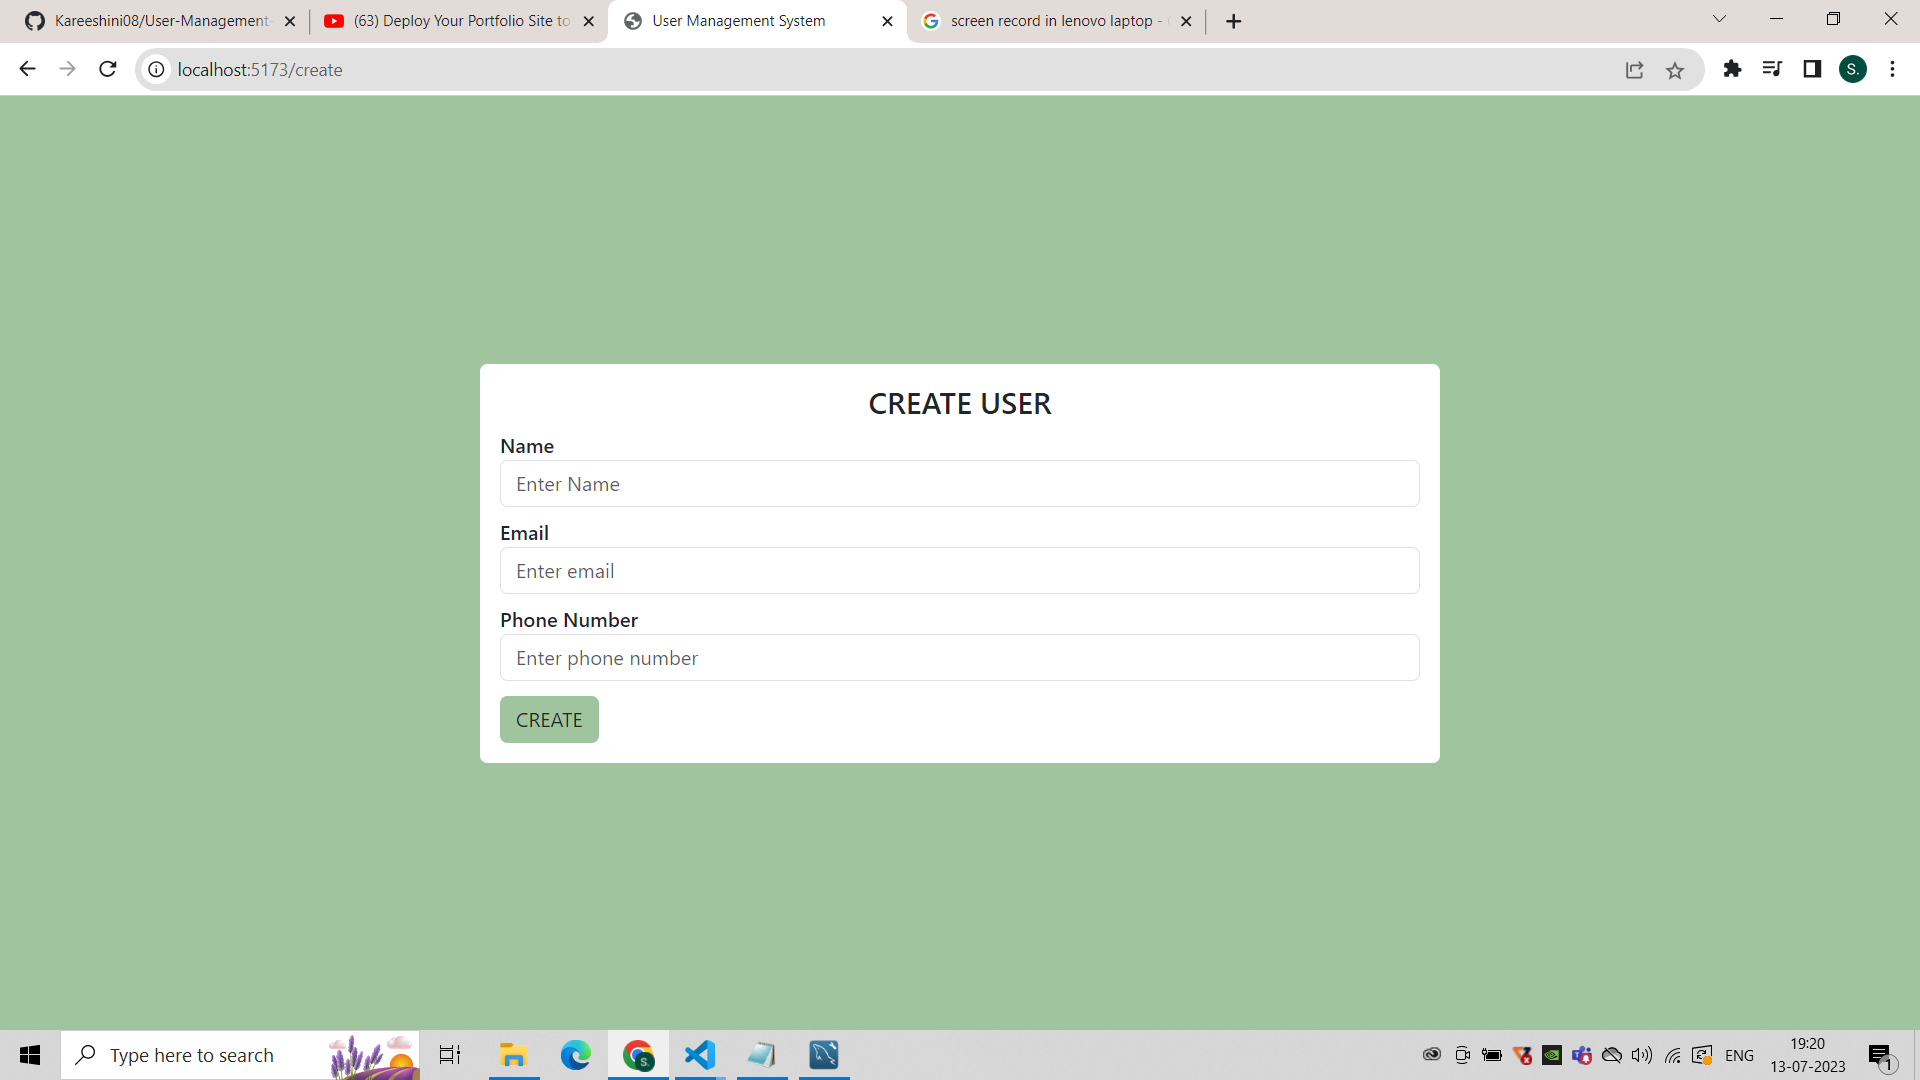 Kareeshini08/User-Management-
(63) Deploy Your Portfolio Site to
User Management System
screen record in lenovo laptop -
localhost:5173/create
S.
CREATE USER
Name
Enter Name
Email
Enter email
Phone Number
Enter phone number
CREATE
Type here to search
S.
ENG
19:20
13-07-2023
1